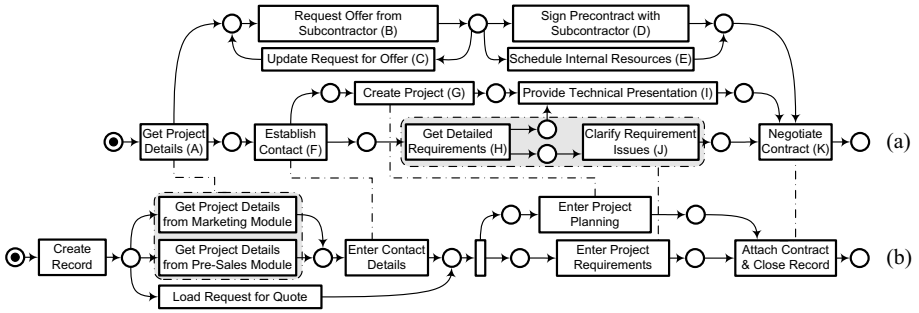 Request Offer from
Subcontractor (B)
Sign Precontract with
Subcontractor (D)
Update Request for Offer (C)
Schedule Internal Resources (E)
Create Project (G)
Provide Technical Presentation (I)
Get Project
Details (A)
Establish
Contact (F)
Get Detailed
Requirements (H)
Clarify Requirement
Issues (J)
Negotiate
Contract (K)
(a)
Get Project Details
from Marketing Module
Enter Project
Planning
Create
Record
Get Project Details
from Pre-Sales Module
Enter Contact
Details
Enter Project
Requirements
Attach Contract
& Close Record
(b)
Load Request for Quote